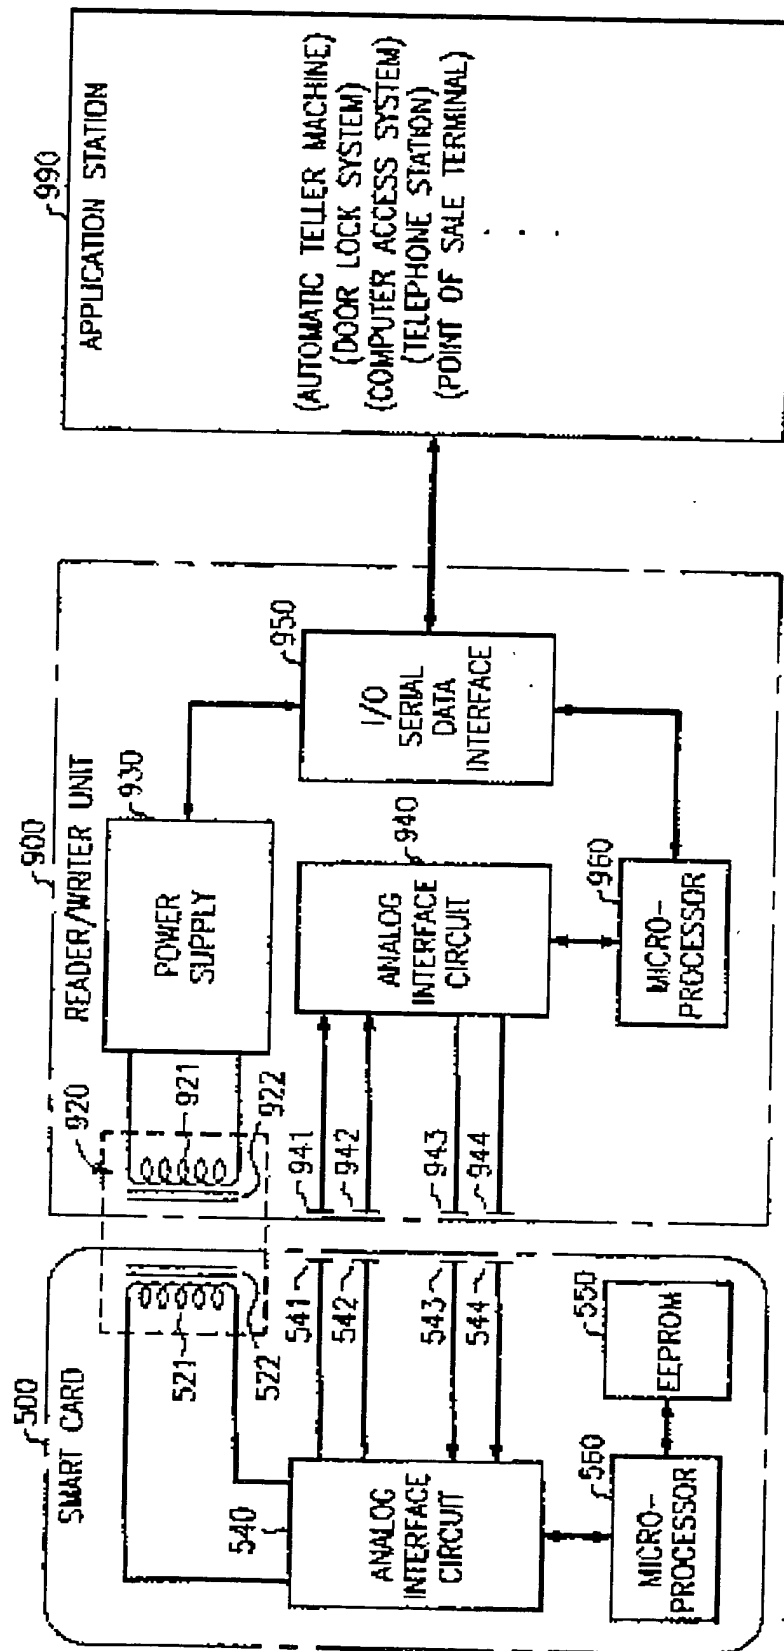 500
SMART CARD
540
ANALOG
INTERFACE
CIRCUIT
521
522
541
542
543
544
560
MICRO-
PROCESSOR
550
EEPROM
900
READER/WRITER UNIT
920
921
922
930
POWER
SUPPLY
941
942
943
944
940
ANALOG
INTERFACE
CIRCUIT
950
I/O
SERIAL
DATA
INTERFACE
960
MICRO-
PROCESSOR
990
APPLICATION STATION
(AUTOMATIC TELLER MACHINE)
(DOOR LOCK SYSTEM)
(COMPUTER ACCESS SYSTEM)
(TELEPHONE STATION)
(POINT OF SALE TERMINAL)
. . .